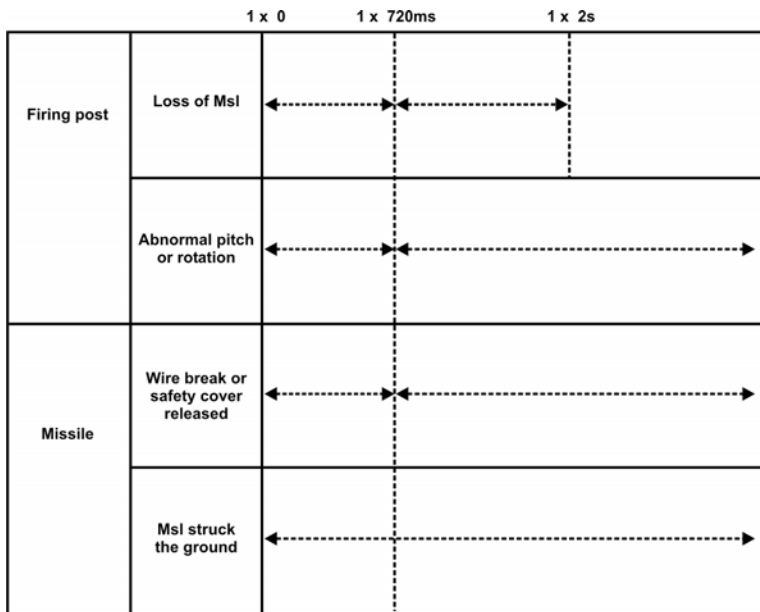 1 x 0 1 x 720ms 1 x 2s
Firing post
Loss of Msl
Abnormal pitch
or rotation
Missile
Wire break or
safety cover
released
Msl struck
the ground